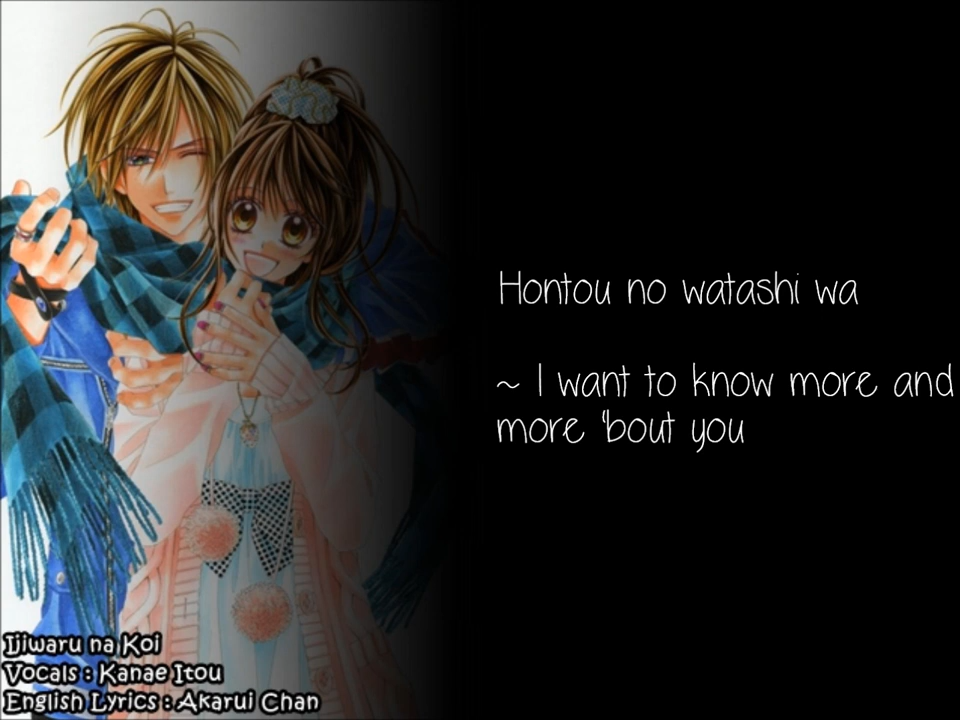 Hontou no watashi wa
~ I want to know more and
more 'bout you
Ijiwaru na Koi
Vocals : Kanae Itou
English Lyrics : Akarui Chan